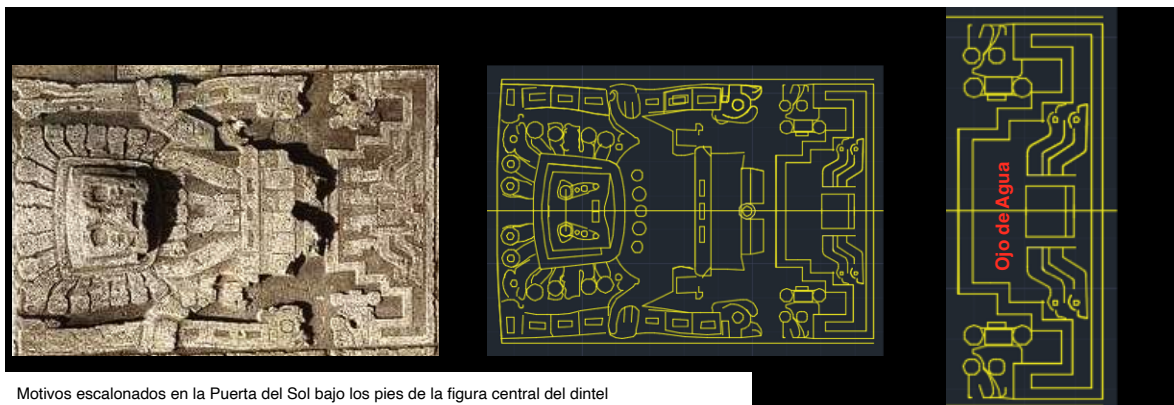 Ojo de Agua
Motivos escalonados en la Puerta del Sol bajo los pies de la figura central del dintel